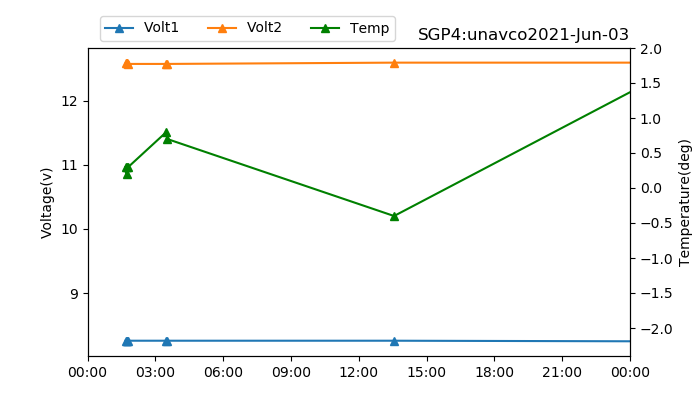 Volt1 Volt2 Temp
SGP4:unavco2021-Jun-03
Voltage(v)
12
11
10
9
2.0
1.5
1.0
0.5
0.0
−0.5
−1.0
−1.5
−2.0
Temperature(deg)
00:00 03:00 06:00 09:00 12:00 15:00 18:00 21:00 00:00